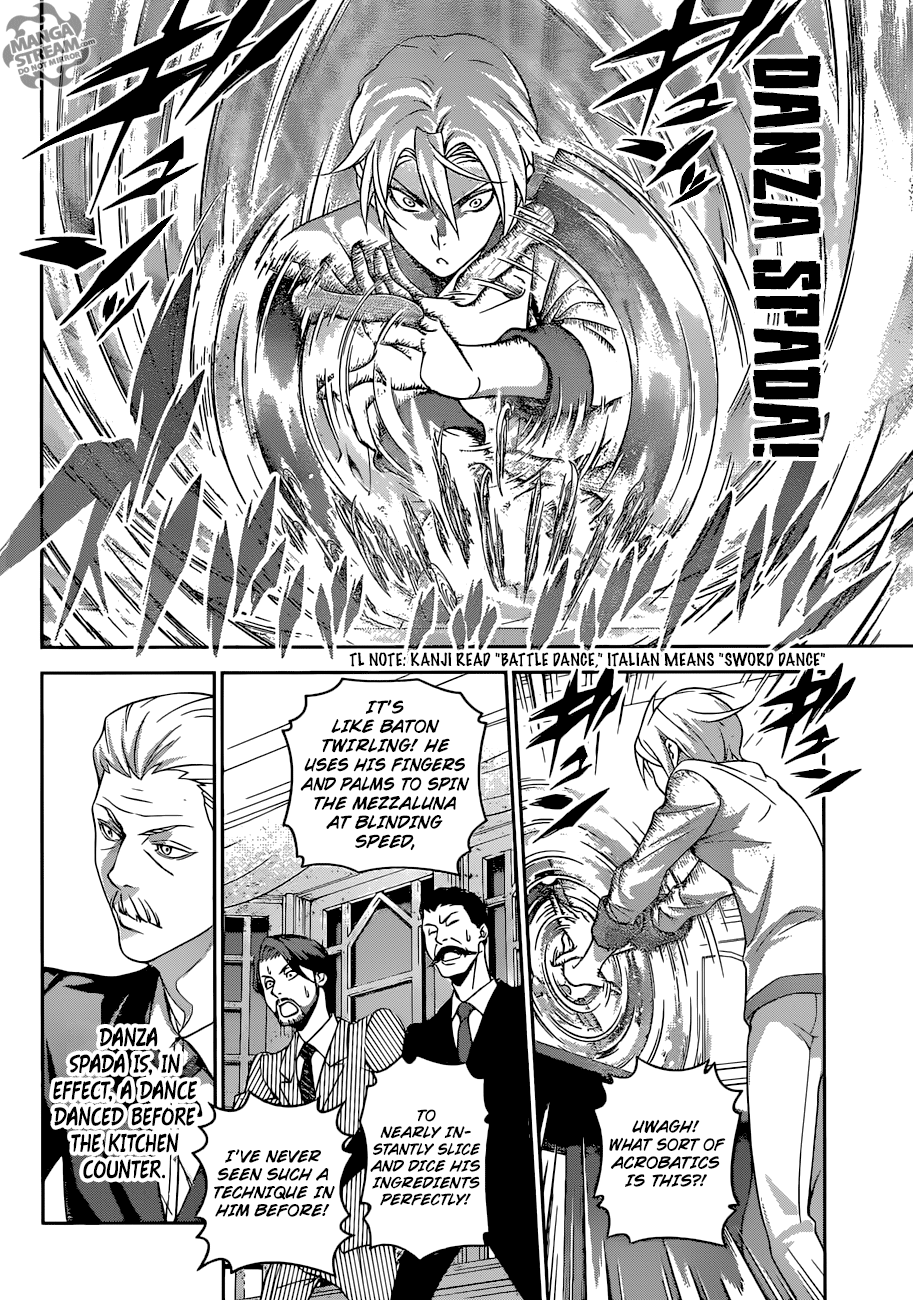 MANGA
STREAM.com
DO NOT MIRROR
DANZA SPADA!
TL NOTE: KANJI READ "BATTLE DANCE," ITALIAN MEANS "SWORD DANCE"
UWAGH!
WHAT SORT OF
ACROBATICS
IS THIS?!
IT'S
LIKE BATON
TWIRLING! HE
USES HIS FINGERS
AND PALMS TO SPIN
THE MEZZALUNA
AT BLINDING
SPEED,
TO
NEARLY IN-
STANTLY SLICE
AND DICE HIS
INGREDIENTS
PERFECTLY!
I'VE NEVER
SEEN SUCH A
TECHNIQUE IN
HIM BEFORE!
DANZA
SPADA IS, IN
EFFECT, A DANCE
DANCED BEFORE
THE KITCHEN
COUNTER.